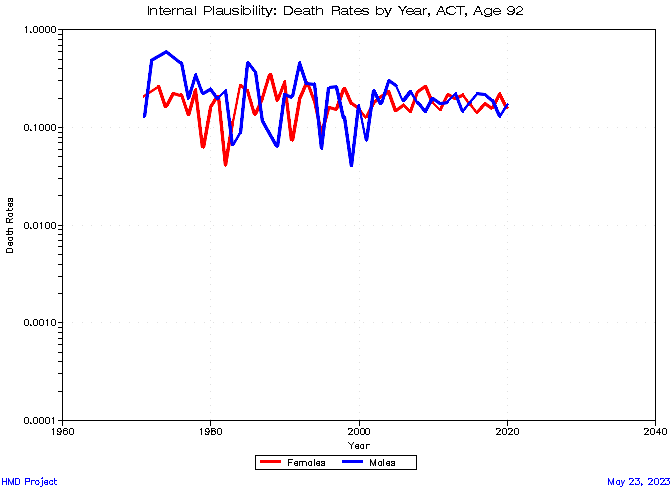 Internal Plausibility: Death Rates by Year, ACT, Age 92
1.0000
0.1000
0.0100
0.0010
0.0001
Death Rates
1960
1980
2000
2020
2040
Year
Females
Males
HMD Project
May 23, 2023